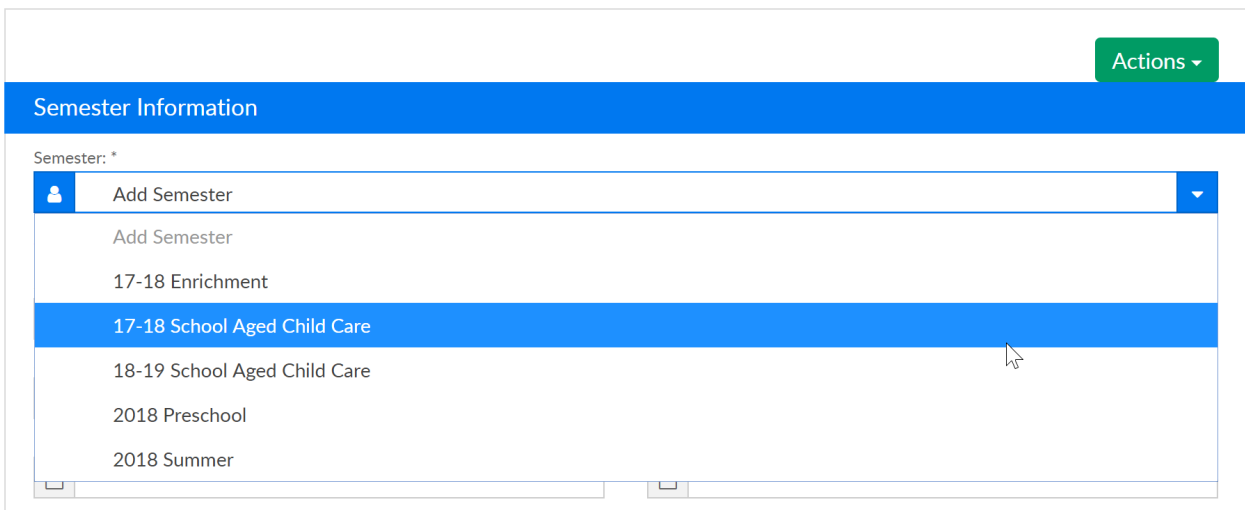 Actions
Semester Information
Semester: *
Add Semester
Add Semester
17-18 Enrichment
17-18 School Aged Child Care
18-19 School Aged Child Care
2018 Preschool
2018 Summer